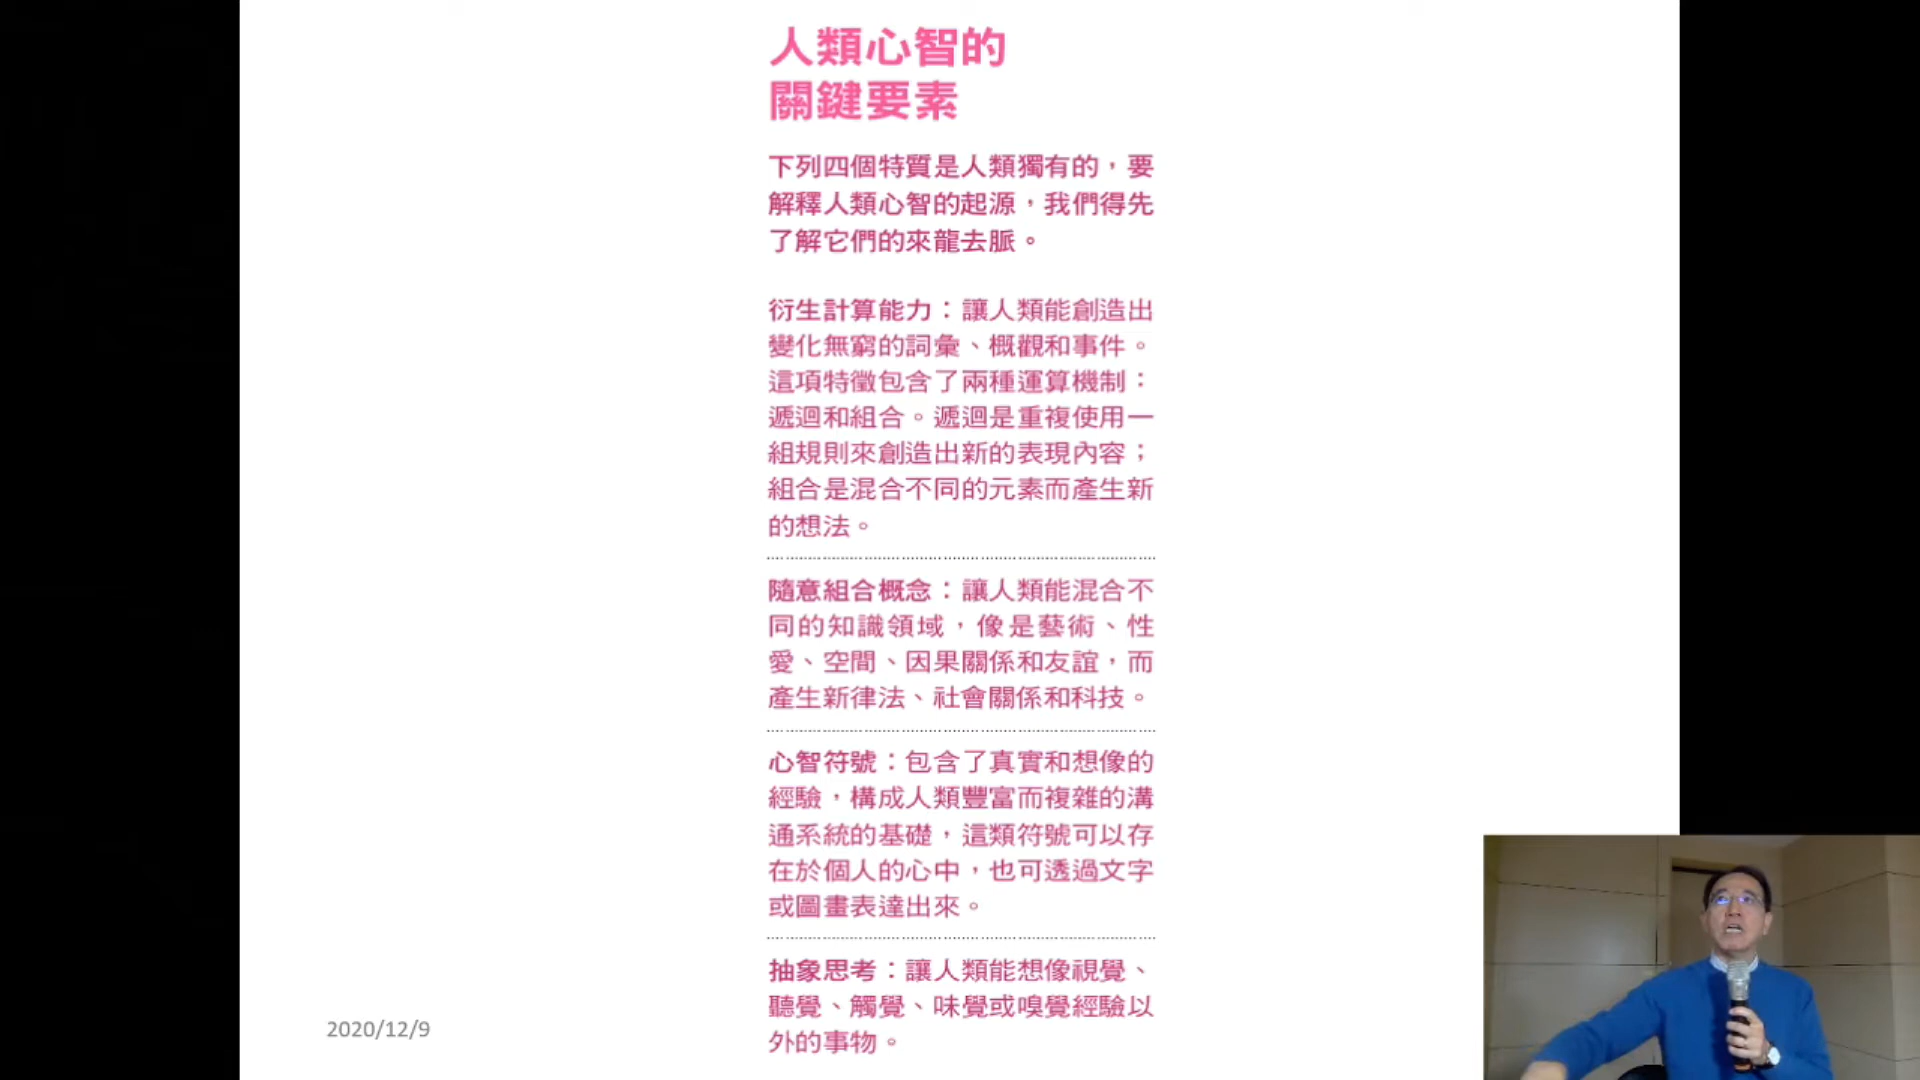 人類心智的
關鍵要素
下列四個特質是人類獨有的，要
解釋人類心智的起源，我們得先
了解它們的來龍去脈。
衍生計算能力：讓人類能創造出
變化無窮的詞彙、概觀和事件。
這項特徵包含了兩種運算機制：
遞迴和組合。遞迴是重複使用一
組規則來創造出新的表現內容；
組合是混合不同的元素而產生新
的想法。
隨意組合概念：讓人類能混合不
同的知識領域，像是藝術、性
愛、空間、因果關係和友誼，而
產生新律法、社會關係和科技。
心智符號：包含了真實和想像的
經驗，構成人類豐富而複雜的溝
通系統的基礎，這類符號可以存
在於個人的心中，也可透過文字
或圖畫表達出來。
抽象思考：讓人類能想像視覺、
聽覺、觸覺、味覺或嗅覺經驗以
外的事物。
2020/12/9